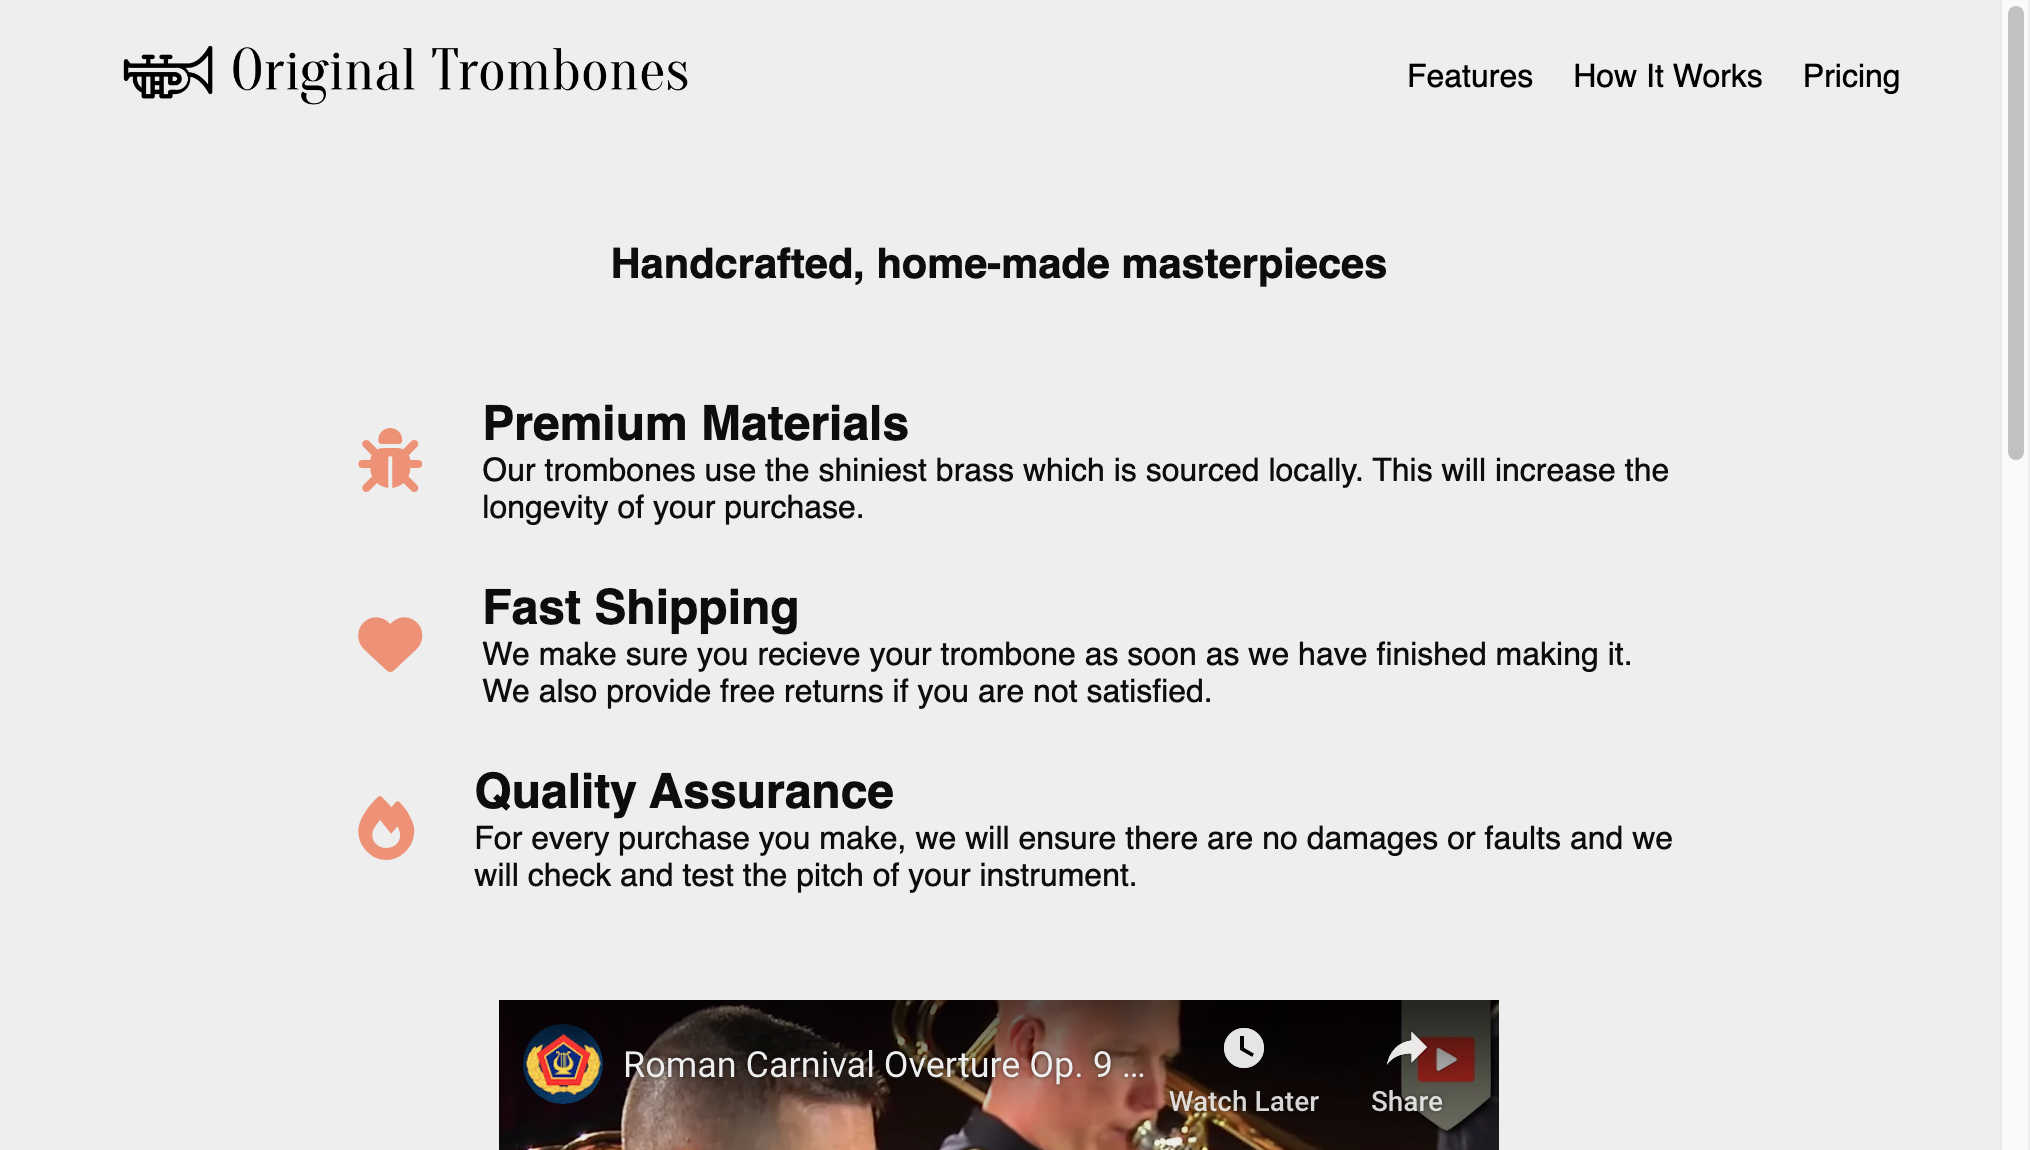 Original Trombones
Features
How It Works
Pricing
Handcrafted, home-made masterpieces
Premium Materials
Our trombones use the shiniest brass which is sourced locally. This will increase the
longevity of your purchase.
Fast Shipping
We make sure you recieve your trombone as soon as we have finished making it.
We also provide free returns if you are not satisfied.
Quality Assurance
For every purchase you make, we will ensure there are no damages or faults and we
will check and test the pitch of your instrument.
Roman Carnival Overture Op. 9 ...
Watch Later
Share